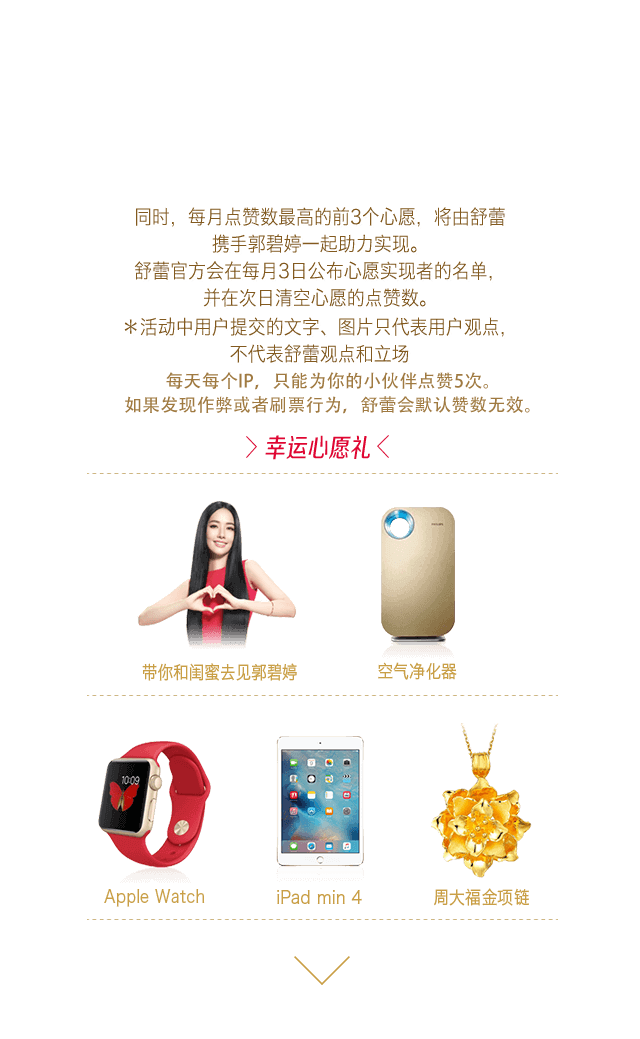 同时，每月点赞数最高的前3个心愿，将由舒蕾
携手郭碧婷一起助力实现。
舒蕾官方会在每月3日公布心愿实现者的名单，
并在次日清空心愿的点赞数。
＊活动中用户提交的文字、图片只代表用户观点，
不代表舒蕾观点和立场
每天每个IP，只能为你的小伙伴点赞5次。
如果发现作弊或者刷票行为，舒蕾会默认赞数无效。
幸运心愿礼
带你和闺蜜去见郭碧婷
空气净化器
10:09
Apple Watch
iPad min 4
周大福金项链